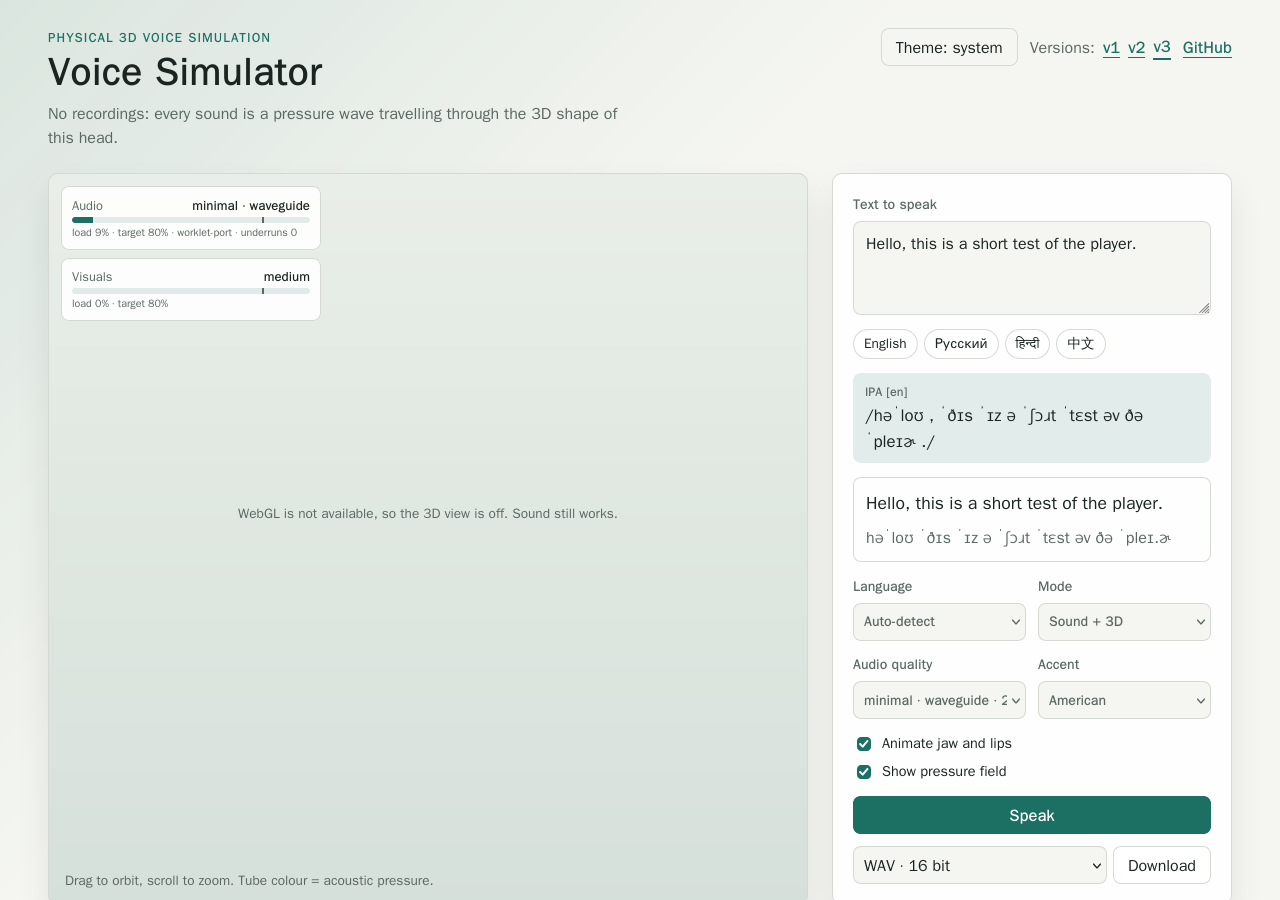 PHYSICAL 3D VOICE SIMULATION
Voice Simulator
No recordings: every sound is a pressure wave travelling through the 3D shape of
this head.
Theme: system
Versions: v1 v2 v3 GitHub
Audio minimal · waveguide
load 9% · target 80% · worklet-port · underruns 0
Visuals medium
load 0% · target 80%
WebGL is not available, so the 3D view is off. Sound still works.
Drag to orbit, scroll to zoom. Tube colour = acoustic pressure.
Text to speak
Hello, this is a short test of the player.
English Русский हिन्दी 中文
IPA [en]
/həˈloʊ , ˈðɪs ˈɪz ə ˈʃɔɹt ˈtɛst əv ðə
ˈpleɪɚ ./
Hello, this is a short test of the player.
həˈloʊ ˈðɪs ˈɪz ə ˈʃɔɹt ˈtɛst əv ðə ˈpleɪ.ɚ
Language Mode
Auto-detect Sound + 3D
Audio quality Accent
minimal · waveguide · 2 American
Animate jaw and lips
Show pressure field
Speak
WAV · 16 bit Download